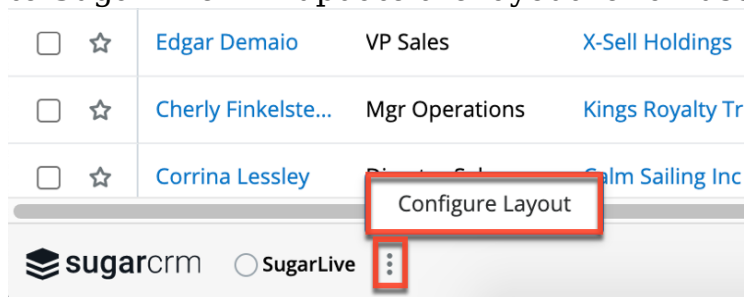 Edgar Demaio VP Sales X-Sell Holdings
Cherly Finkelste... Mgr Operations Kings Royalty Tr
Corrina Lessley Calm Sailing Inc
Configure Layout
sugarcrm SugarLive